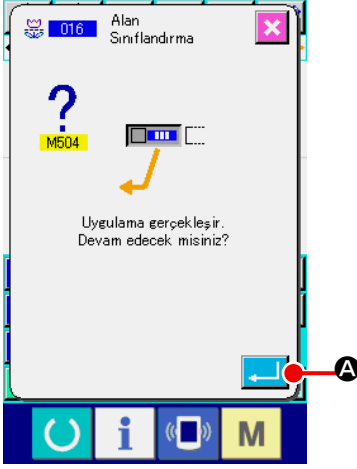 016
Alan
Sınıflandırma
?
M504
Uygulama gerçekleşir.
Devam edecek misiniz?
A
i
M